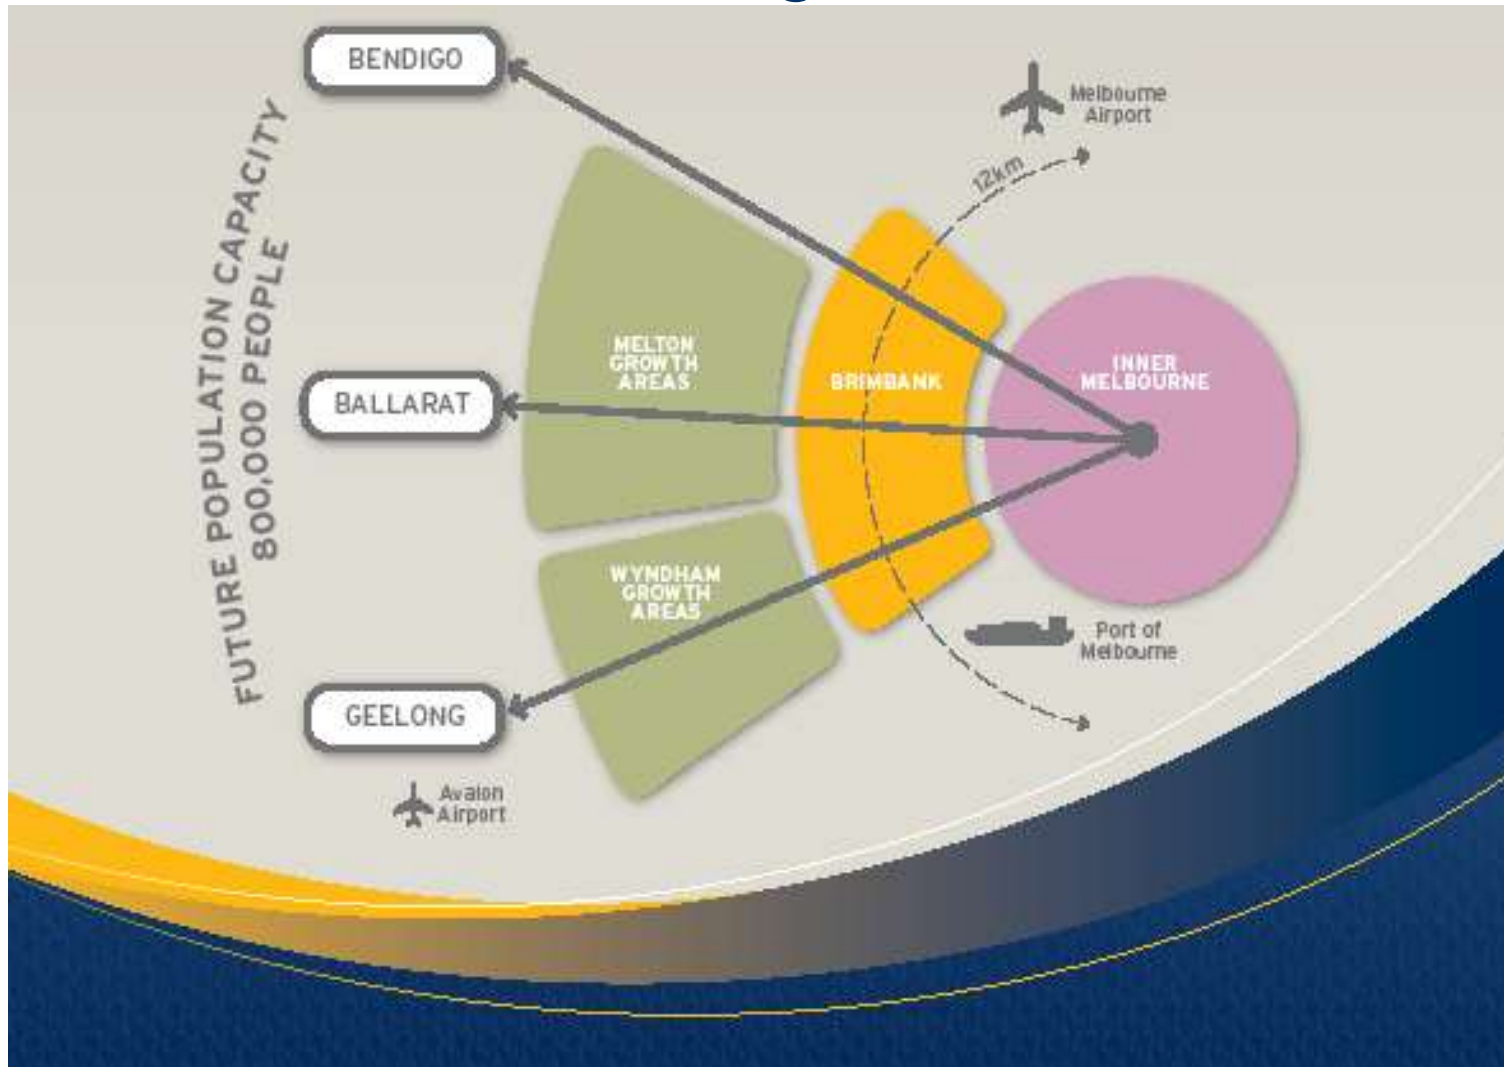 BENDIGO
Melbourne
Airport
12km
FUTURE POPULATION CAPACITY
800,000 PEOPLE
MELTON
GROWTH
AREAS
BRIMBANK
INNER
MELBOURNE
BALLARAT
WYNDHAM
GROWTH
AREAS
Port of
Melbourne
GEELONG
Avalon
Airport